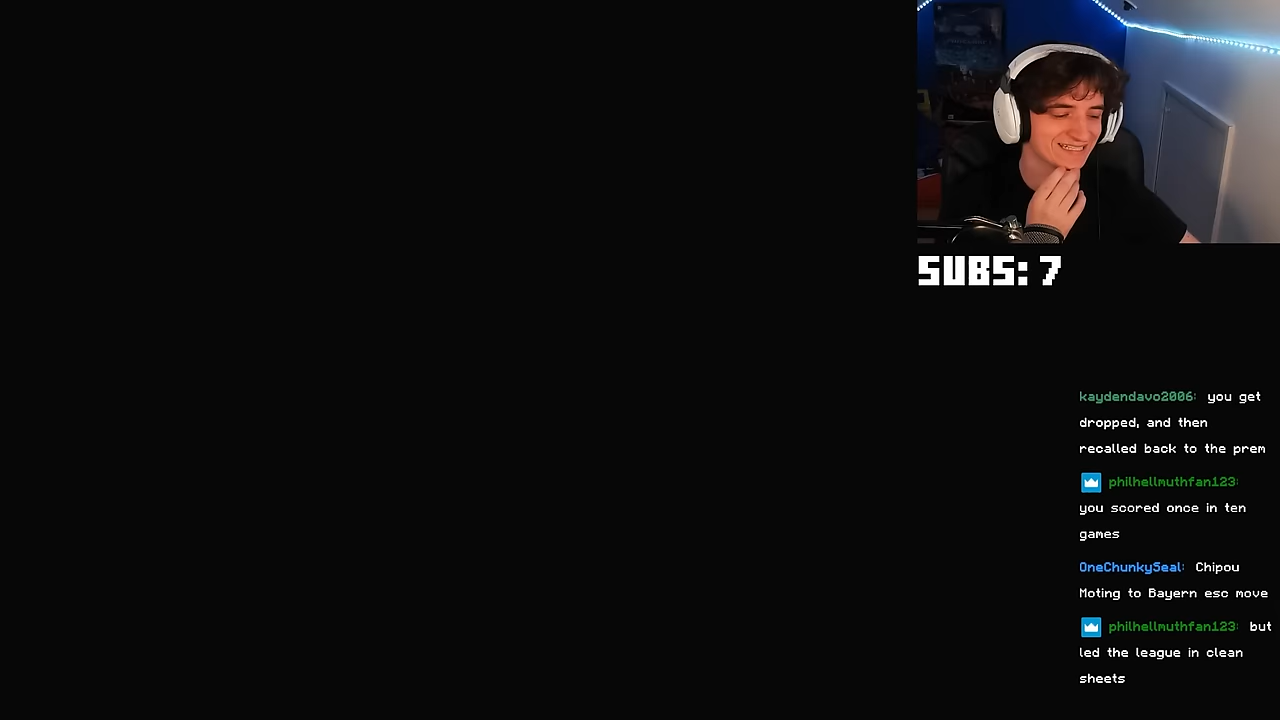 SUBS: 7
kaydendavo2006: you get
dropped, and then
recalled back to the prem
philhellmuthfan123:
you scored once in ten
games
OneChunkySeal: Chipou
Moting to Bayern esc move
philhellmuthfan123: but
led the league in clean
sheets